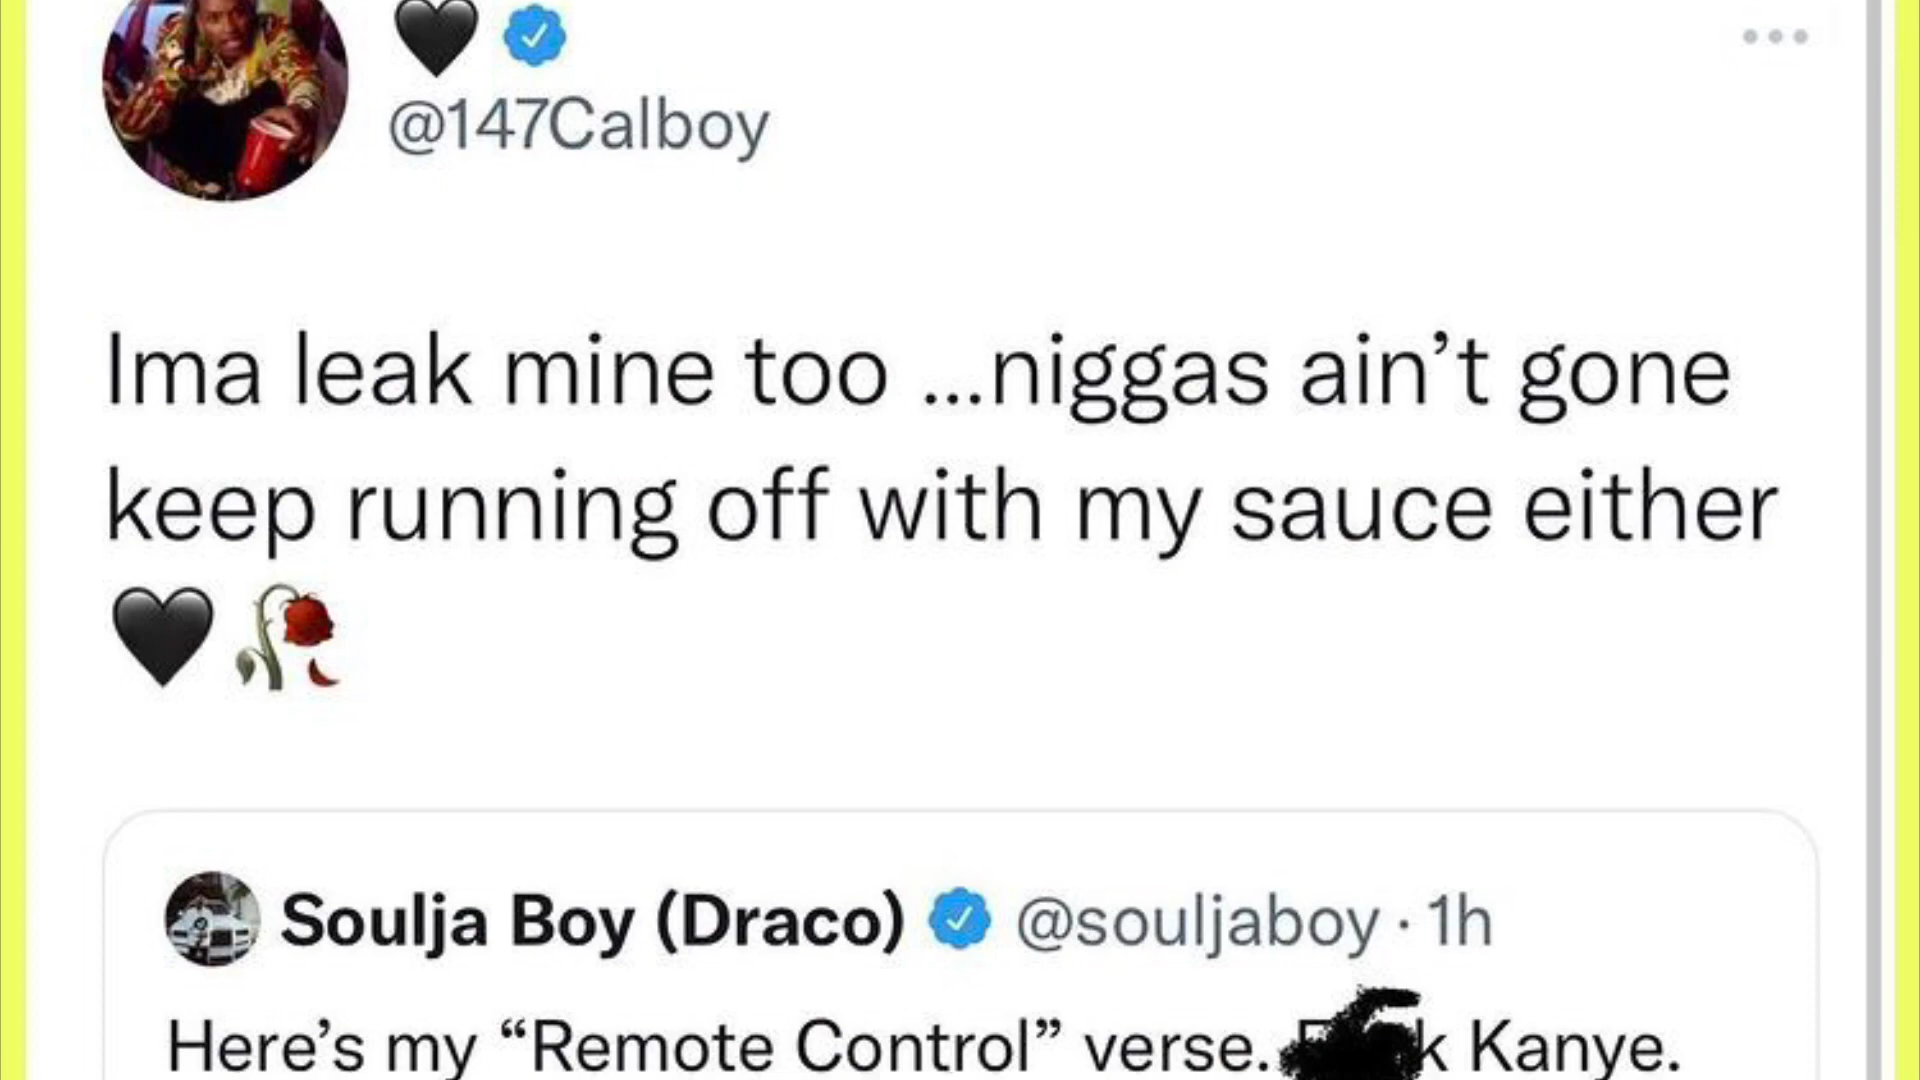 🖤
@147Calboy
Ima leak mine too ...niggas ain't gone
keep running off with my sauce either
🖤🥀
Soulja Boy (Draco) @souljaboy · 1h
Here's my “Remote Control” verse. k Kanye.